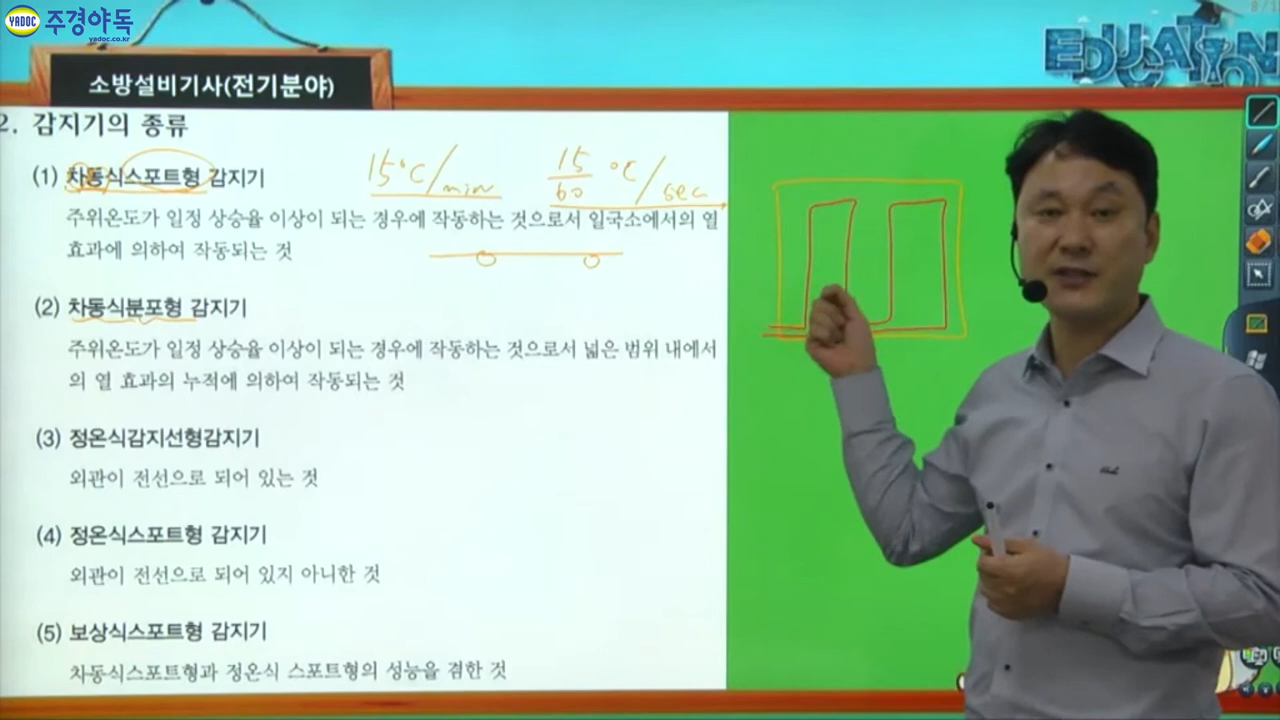 YADOC 주경야독
yadoc.co.kr
EDUCATION
소방설비기사(전기분야)
2. 감지기의 종류
(1) 차동식스포트형 감지기
15℃/min 15/60 ℃/sec
주위온도가 일정 상승율 이상이 되는 경우에 작동하는 것으로서 일국소에서의 열
효과에 의하여 작동되는 것
(2) 차동식분포형 감지기
주위온도가 일정 상승율 이상이 되는 경우에 작동하는 것으로서 넓은 범위 내에서
의 열 효과의 누적에 의하여 작동되는 것
(3) 정온식감지선형감지기
외관이 전선으로 되어 있는 것
(4) 정온식스포트형 감지기
외관이 전선으로 되어 있지 아니한 것
(5) 보상식스포트형 감지기
차동식스포트형과 정온식 스포트형의 성능을 겸한 것